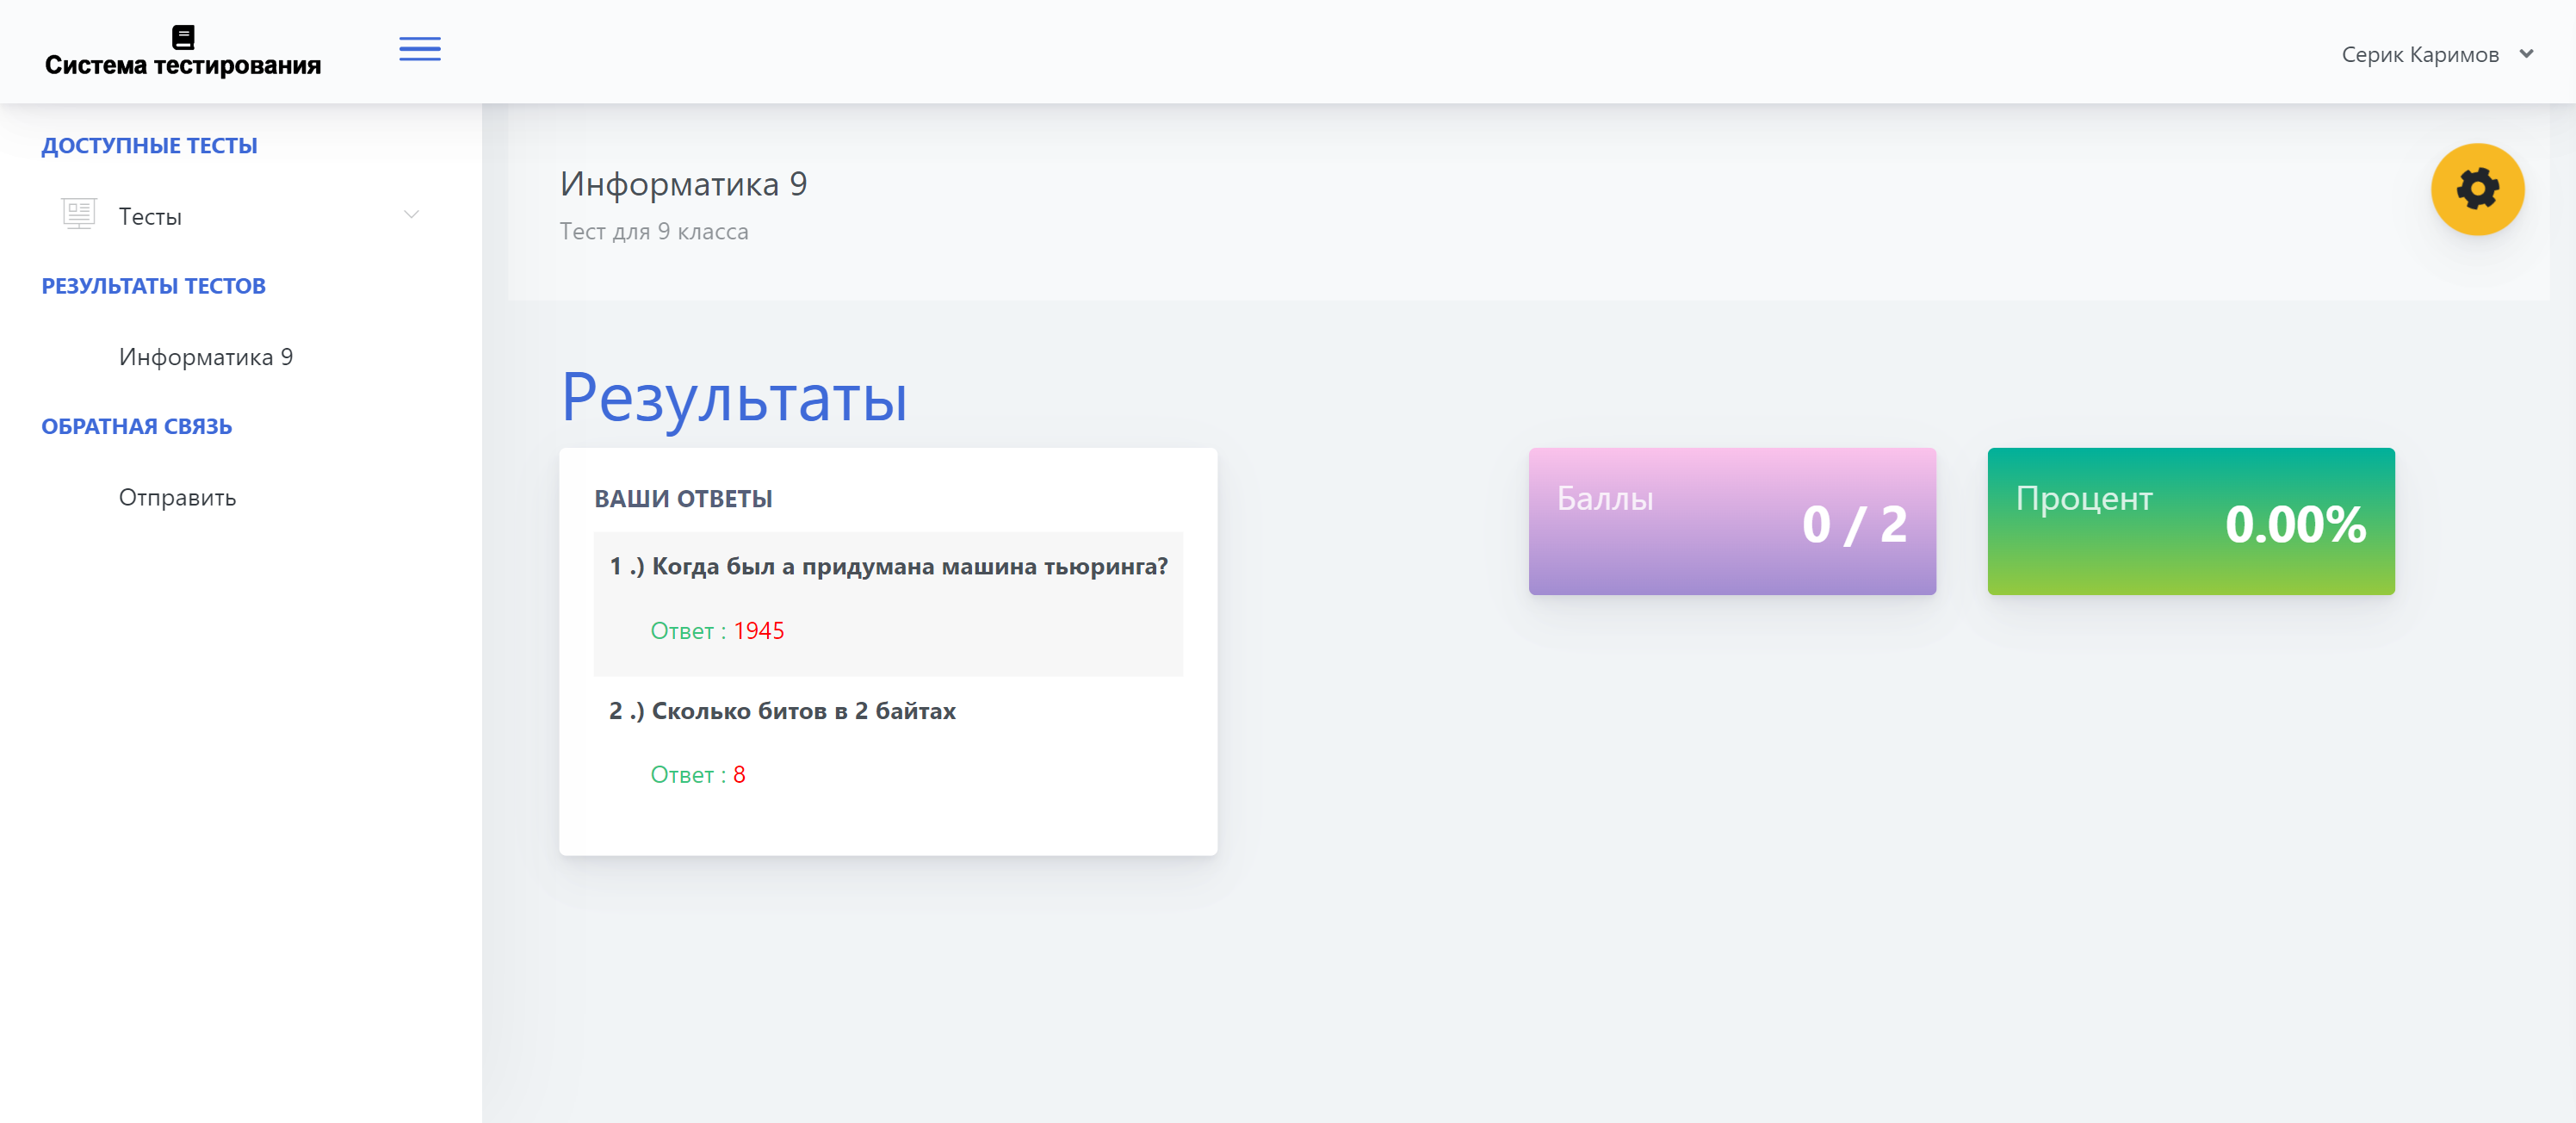 Система тестирования
Серик Каримов
ДОСТУПНЫЕ ТЕСТЫ
Тесты
РЕЗУЛЬТАТЫ ТЕСТОВ
Информатика 9
ОБРАТНАЯ СВЯЗЬ
Отправить
Информатика 9
Тест для 9 класса
Результаты
ВАШИ ОТВЕТЫ
1 .) Когда был а придумана машина тьюринга?
Ответ : 1945
2 .) Сколько битов в 2 байтах
Ответ : 8
Баллы
0 / 2
Процент
0.00%